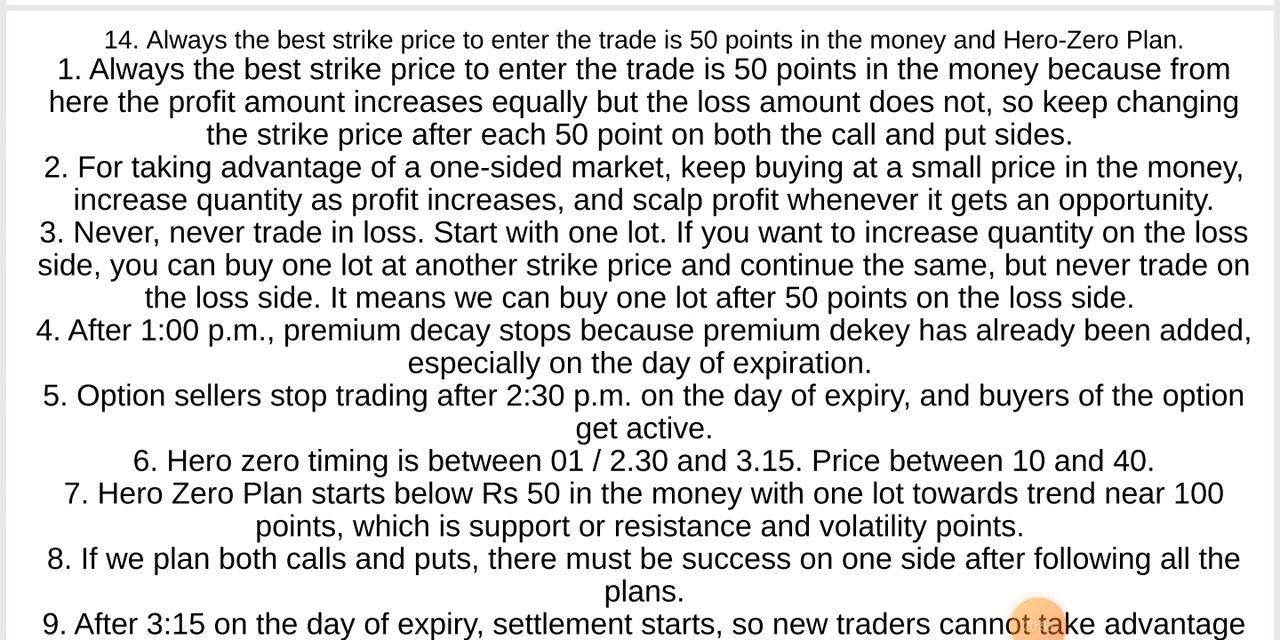 14. Always the best strike price to enter the trade is 50 points in the money and Hero-Zero Plan.
1. Always the best strike price to enter the trade is 50 points in the money because from
here the profit amount increases equally but the loss amount does not, so keep changing
the strike price after each 50 point on both the call and put sides.
2. For taking advantage of a one-sided market, keep buying at a small price in the money,
increase quantity as profit increases, and scalp profit whenever it gets an opportunity.
3. Never, never trade in loss. Start with one lot. If you want to increase quantity on the loss
side, you can buy one lot at another strike price and continue the same, but never trade on
the loss side. It means we can buy one lot after 50 points on the loss side.
4. After 1:00 p.m., premium decay stops because premium dekey has already been added,
especially on the day of expiration.
5. Option sellers stop trading after 2:30 p.m. on the day of expiry, and buyers of the option
get active.
6. Hero zero timing is between 01 / 2.30 and 3.15. Price between 10 and 40.
7. Hero Zero Plan starts below Rs 50 in the money with one lot towards trend near 100
points, which is support or resistance and volatility points.
8. If we plan both calls and puts, there must be success on one side after following all the
plans.
9. After 3:15 on the day of expiry, settlement starts, so new traders cannot take advantage